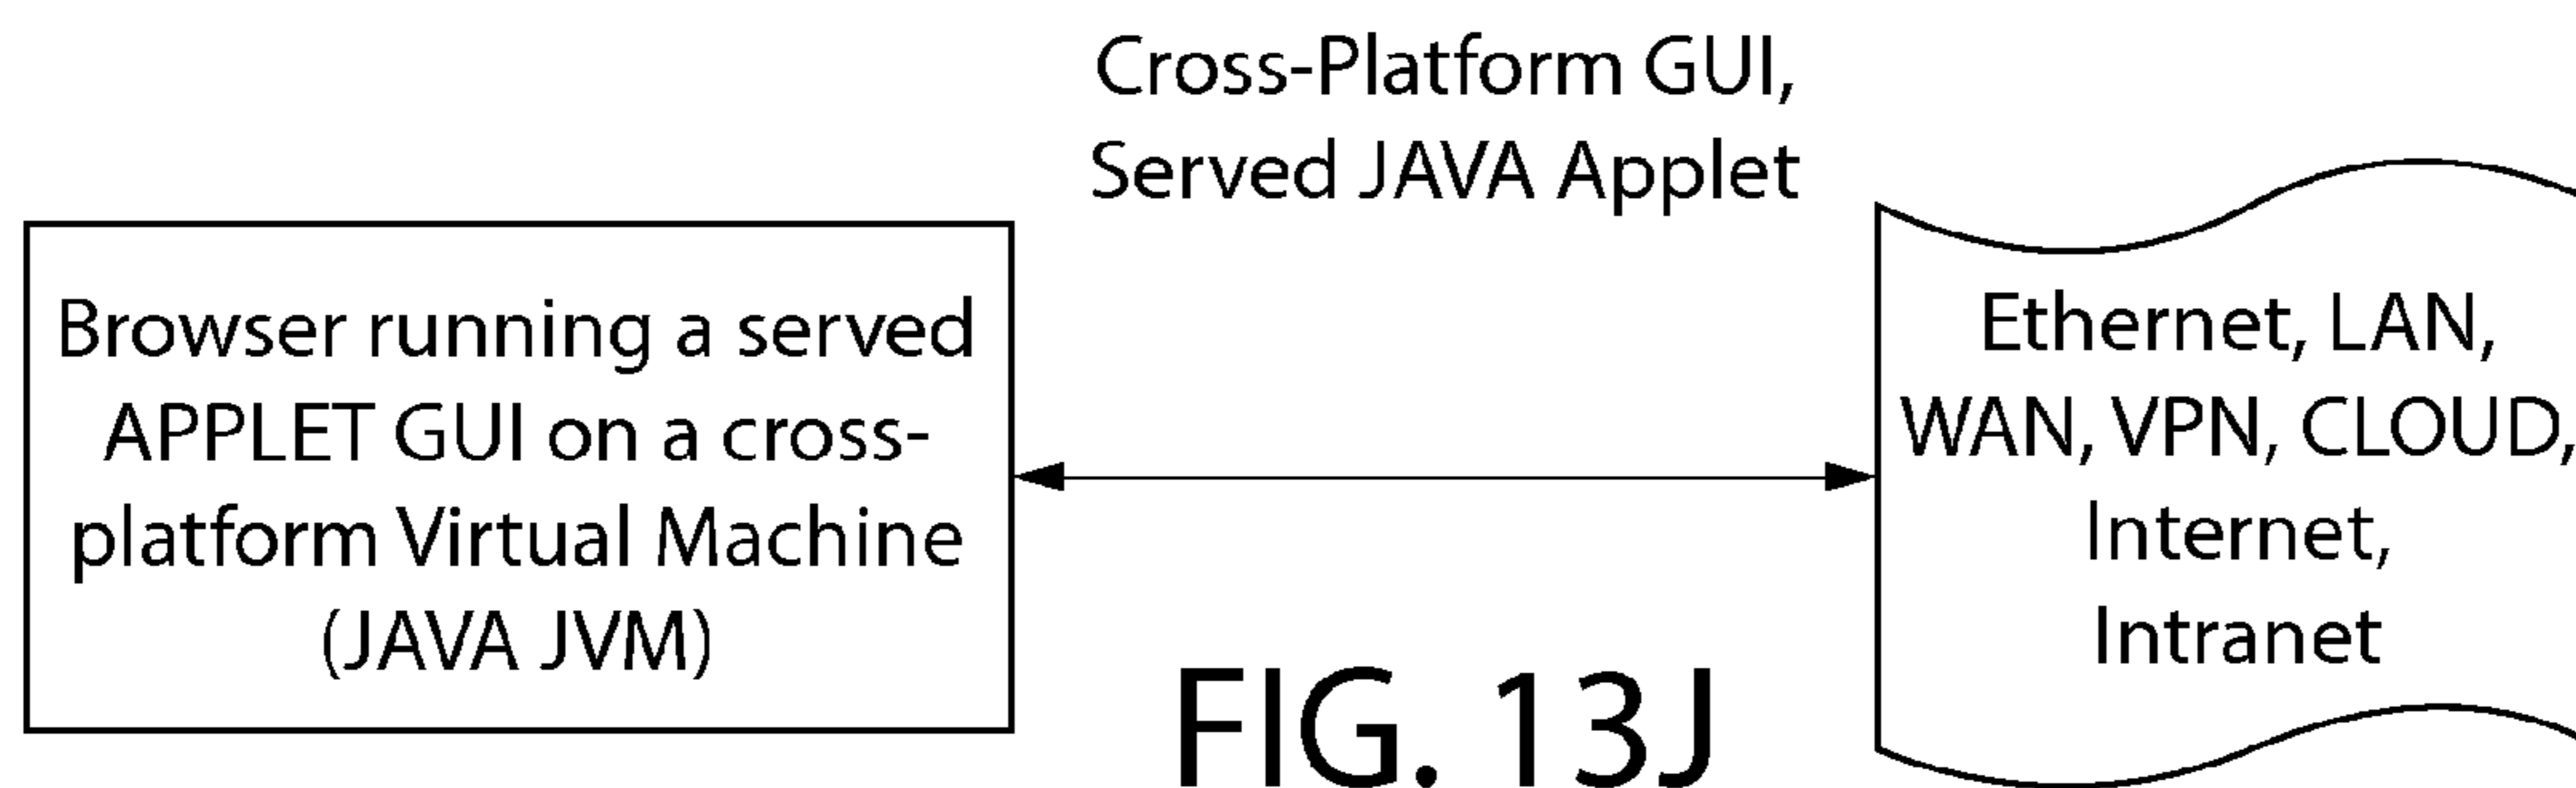 Cross-Platform GUI,
Served JAVA Applet
Browser running a served
APPLET GUI on a cross-
platform Virtual Machine
(JAVA JVM)
Ethernet, LAN,
WAN, VPN, CLOUD,
Internet,
Intranet
FIG. 13J